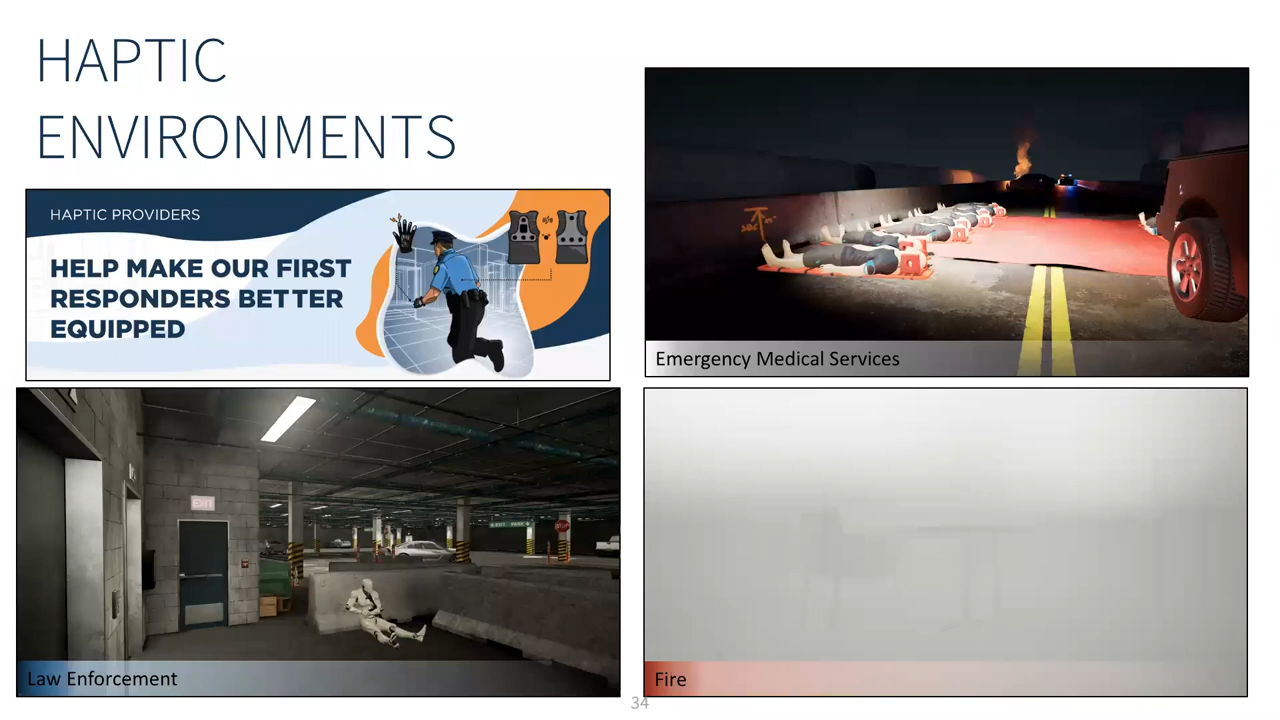 HAPTIC
ENVIRONMENTS
HAPTIC PROVIDERS
HELP MAKE OUR FIRST
RESPONDERS BETTER
EQUIPPED
Emergency Medical Services
EXIT
STOP
Law Enforcement
Fire
34